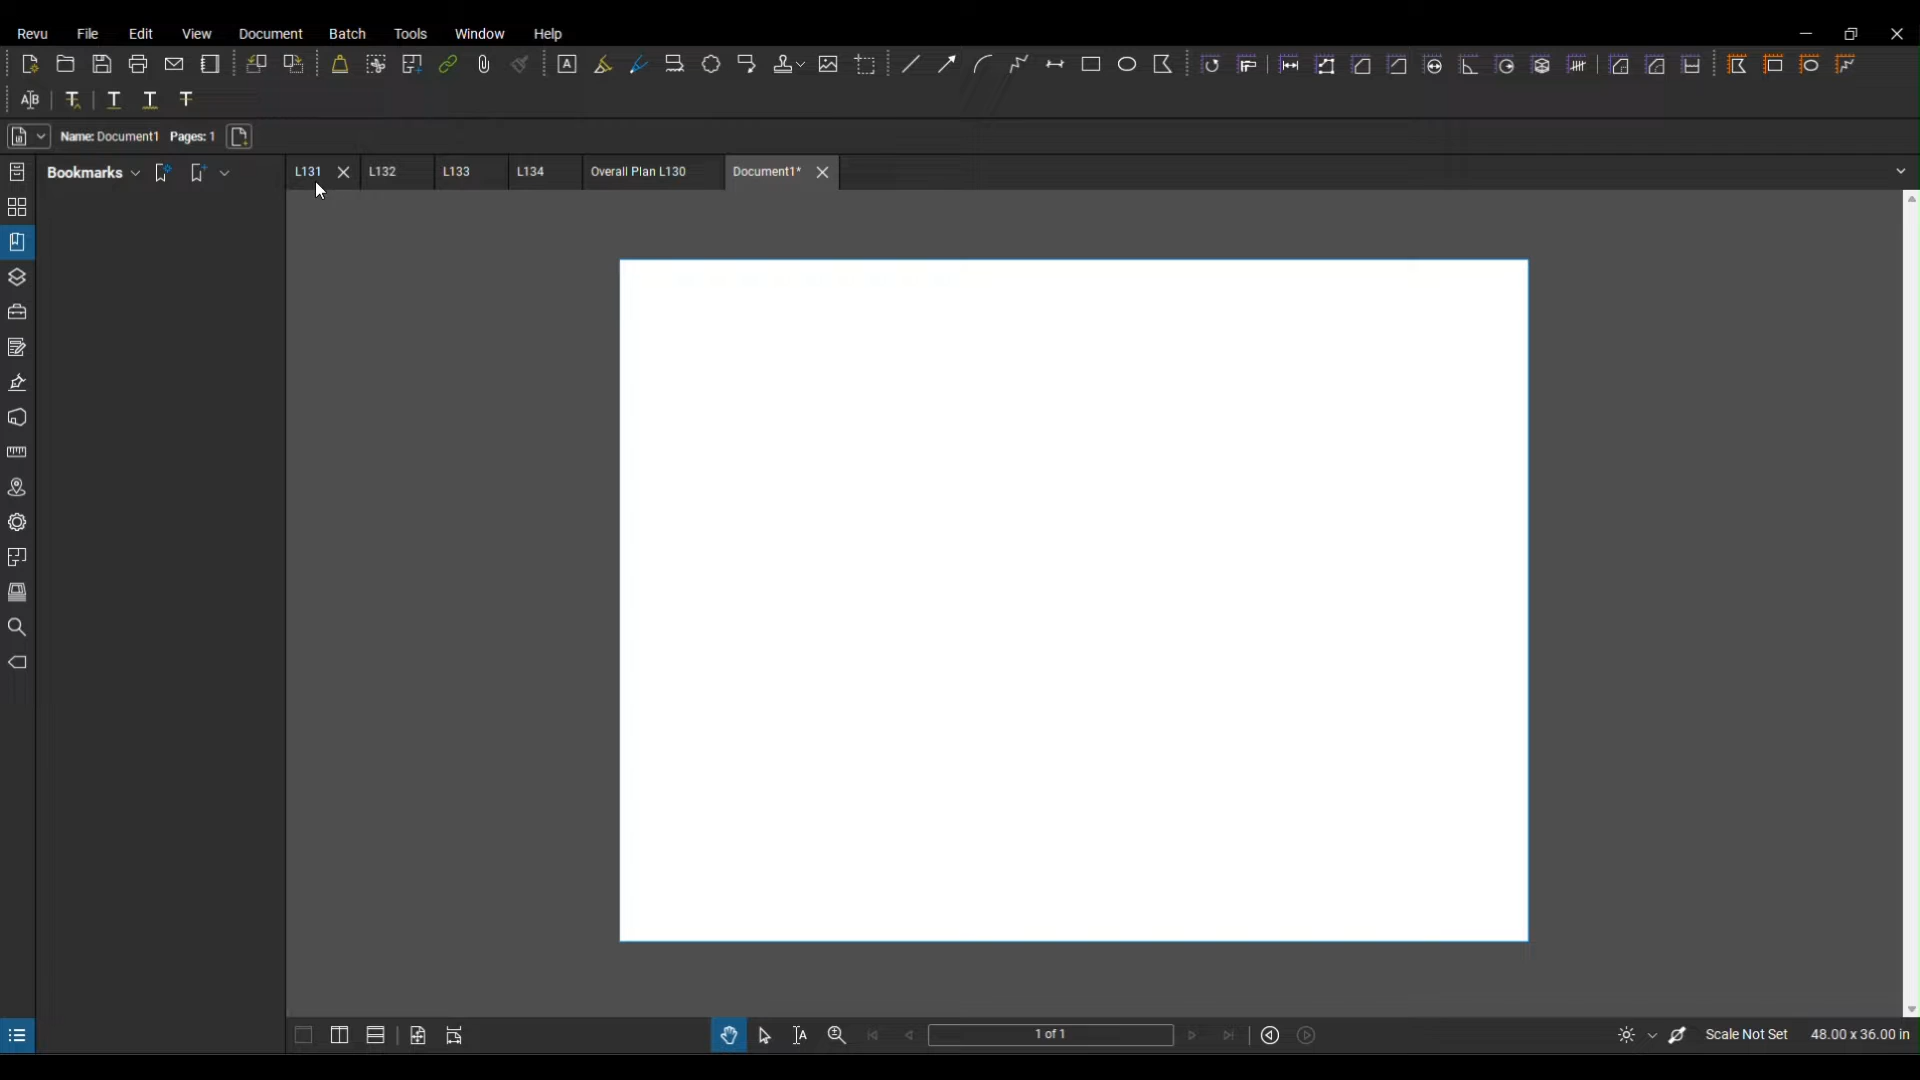 Revu File Edit View Document Batch Tools Window Help
Name: Document1 Pages: 1
Bookmarks L131 L132 L133 L134 Overall Plan L130 Document1*
1 of 1 Scale Not Set 48.00 x 36.00 in